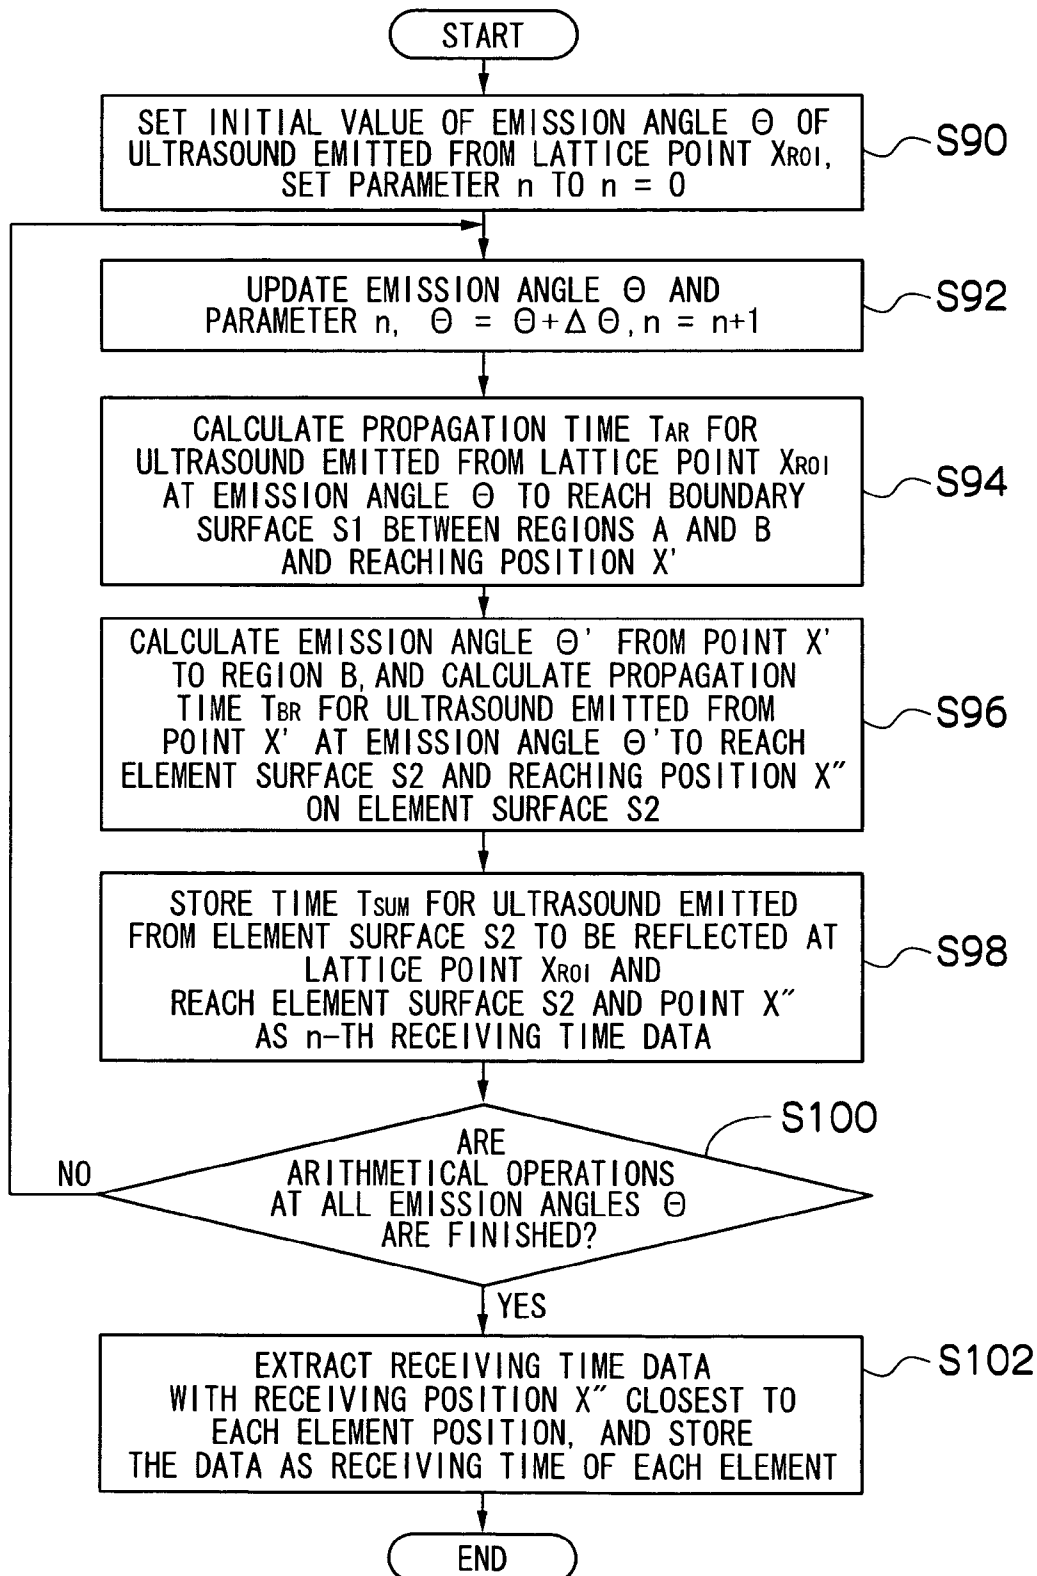 START
SET INITIAL VALUE OF EMISSION ANGLE Θ OF
ULTRASOUND EMITTED FROM LATTICE POINT XROI,
SET PARAMETER n TO n = 0
S90
UPDATE EMISSION ANGLE Θ AND
PARAMETER n, Θ = Θ+ΔΘ, n = n+1
S92
CALCULATE PROPAGATION TIME TAR FOR
ULTRASOUND EMITTED FROM LATTICE POINT XROI
AT EMISSION ANGLE Θ TO REACH BOUNDARY
SURFACE S1 BETWEEN REGIONS A AND B
AND REACHING POSITION X'
S94
CALCULATE EMISSION ANGLE Θ' FROM POINT X'
TO REGION B, AND CALCULATE PROPAGATION
TIME TBR FOR ULTRASOUND EMITTED FROM
POINT X' AT EMISSION ANGLE Θ' TO REACH
ELEMENT SURFACE S2 AND REACHING POSITION X"
ON ELEMENT SURFACE S2
S96
STORE TIME TSUM FOR ULTRASOUND EMITTED
FROM ELEMENT SURFACE S2 TO BE REFLECTED AT
LATTICE POINT XROI AND
REACH ELEMENT SURFACE S2 AND POINT X"
AS n-TH RECEIVING TIME DATA
S98
ARE
ARITHMETICAL OPERATIONS
AT ALL EMISSION ANGLES Θ
ARE FINISHED?
S100
NO
YES
EXTRACT RECEIVING TIME DATA
WITH RECEIVING POSITION X" CLOSEST TO
EACH ELEMENT POSITION, AND STORE
THE DATA AS RECEIVING TIME OF EACH ELEMENT
S102
END